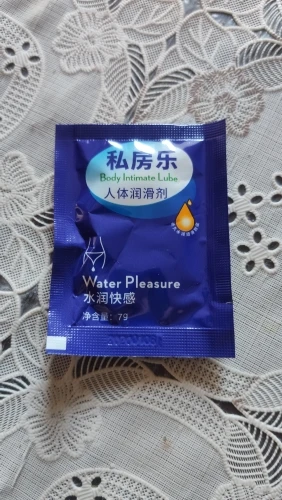 私房乐
Body Intimate Lube
人体润滑剂
Water Pleasure
水润快感
净含量：7g